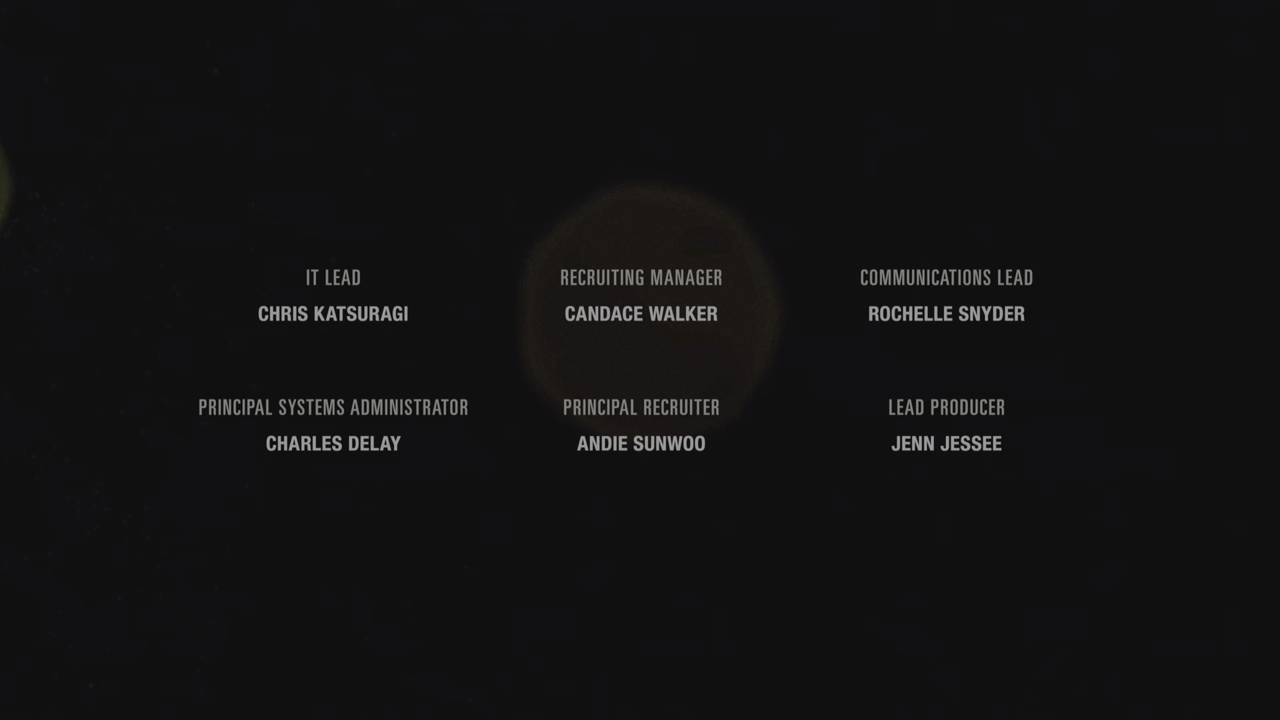 IT LEAD
CHRIS KATSURAGI
RECRUITING MANAGER
CANDACE WALKER
COMMUNICATIONS LEAD
ROCHELLE SNYDER
PRINCIPAL SYSTEMS ADMINISTRATOR
CHARLES DELAY
PRINCIPAL RECRUITER
ANDIE SUNWOO
LEAD PRODUCER
JENN JESSEE